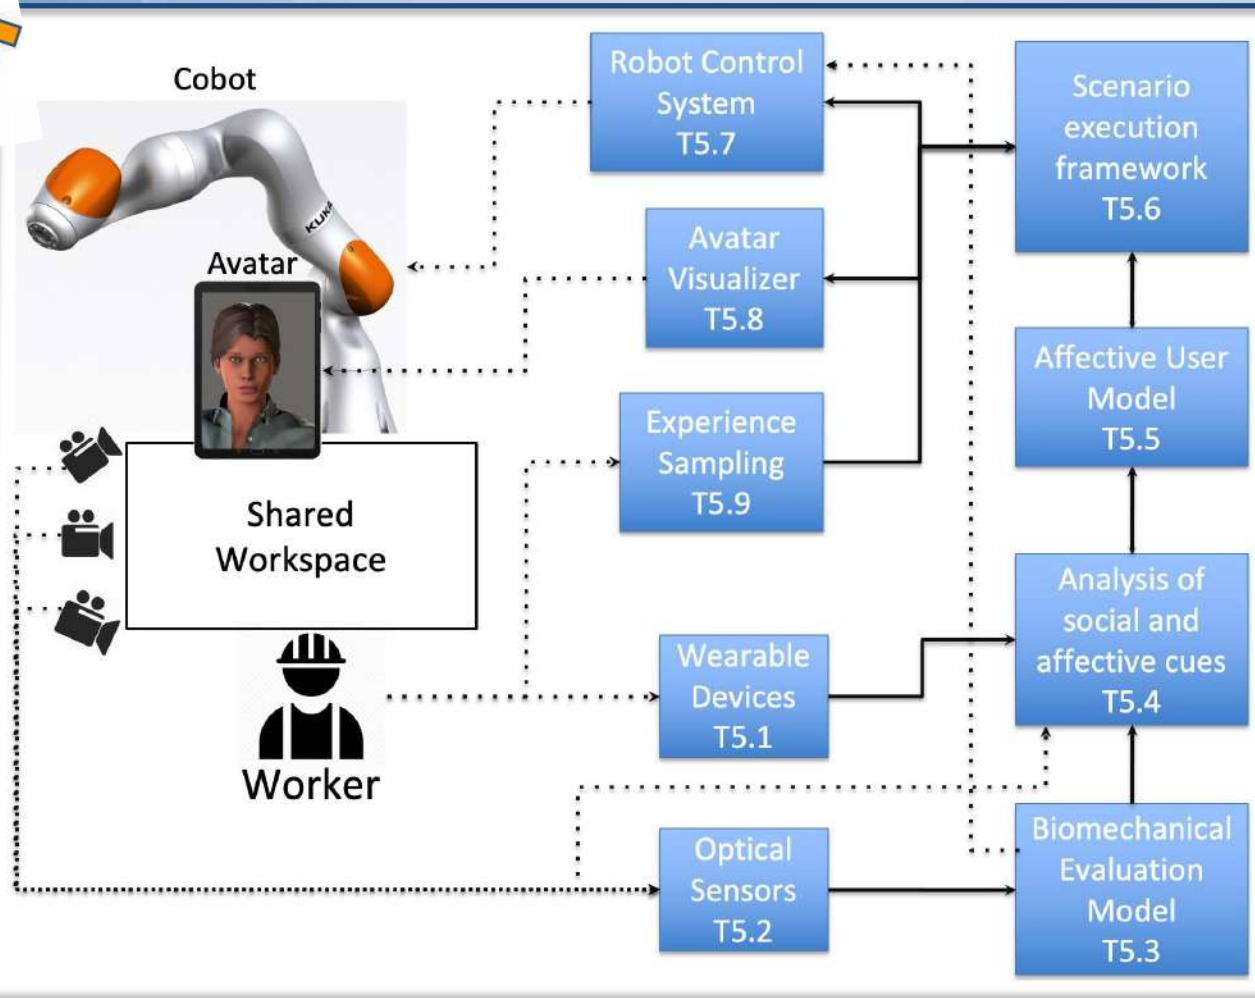 Cobot
KUKA
Avatar
Shared
Workspace
Worker
Robot Control
System
T5.7
Avatar
Visualizer
T5.8
Experience
Sampling
T5.9
Wearable
Devices
T5.1
Optical
Sensors
T5.2
Scenario
execution
framework
T5.6
Affective User
Model
T5.5
Analysis of
social and
affective cues
T5.4
Biomechanical
Evaluation
Model
T5.3